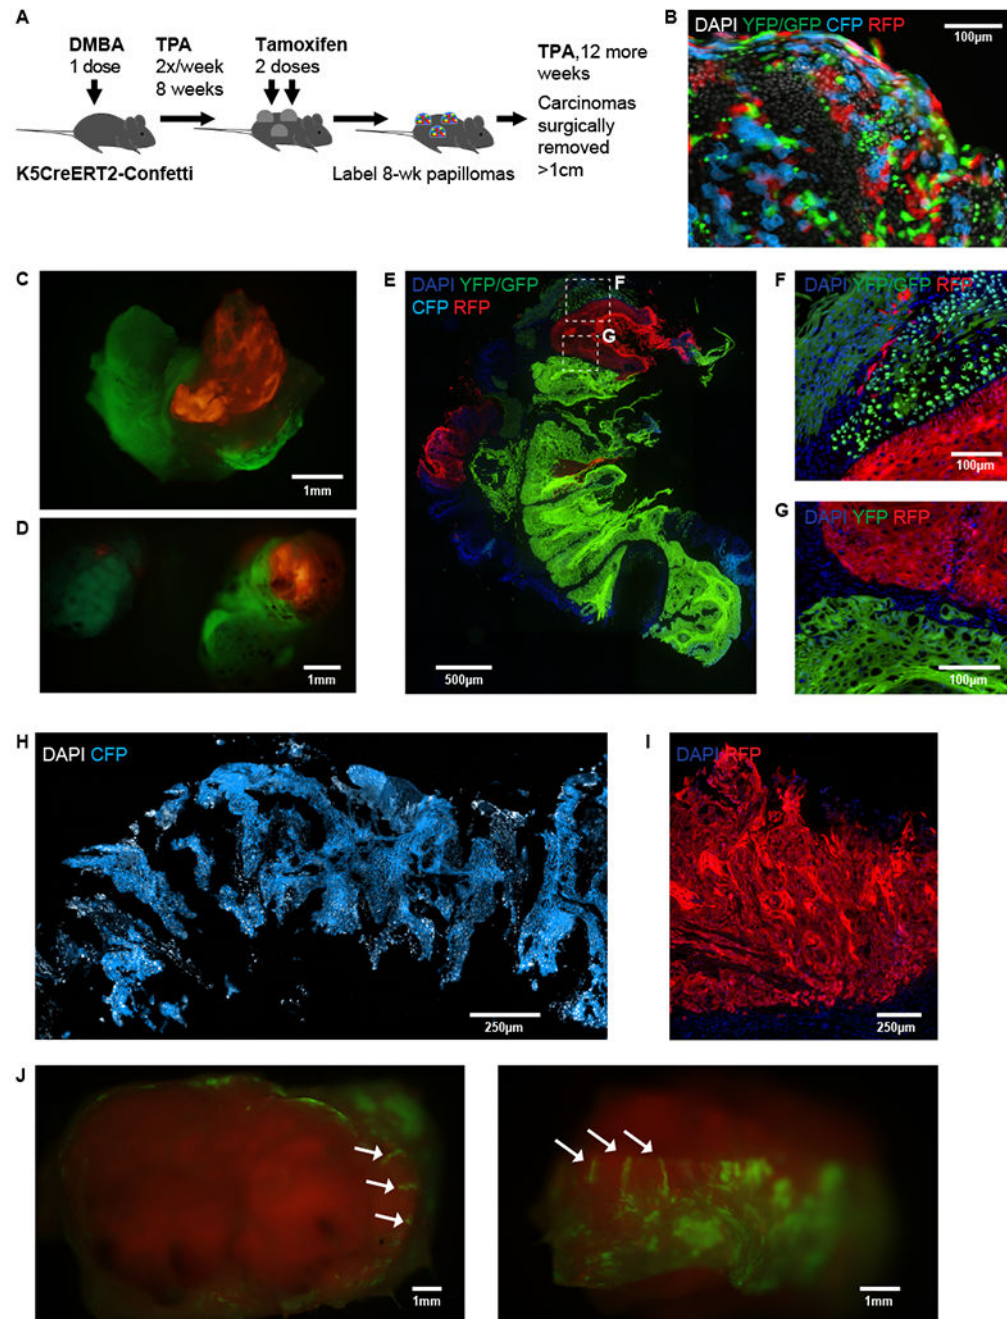 A
DMBA
1 dose
TPA
2x/week
8 weeks
Tamoxifen
2 doses
TPA, 12 more
weeks
Carcinomas
surgically
removed
>1cm
K5CreERT2-Confetti
Label 8-wk papillomas
B
DAPI YFP/GFP CFP RFP
100µm
C
1mm
D
1mm
E
DAPI YFP/GFP
CFP RFP
F
G
500µm
F
DAPI YFP/GFP RFP
100µm
G
DAPI YFP RFP
100µm
H
DAPI CFP
250µm
I
DAPI RFP
250µm
J
1mm
1mm